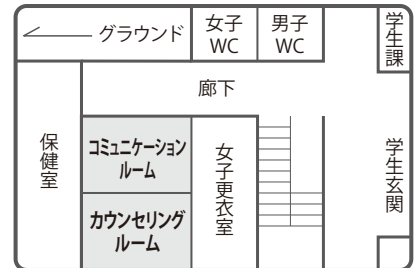 グラウンド
女子
WC
男子
WC
学生課
廊下
保健室
コミュニケーション
ルーム
女子更衣室
学生玄関
カウンセリング
ルーム